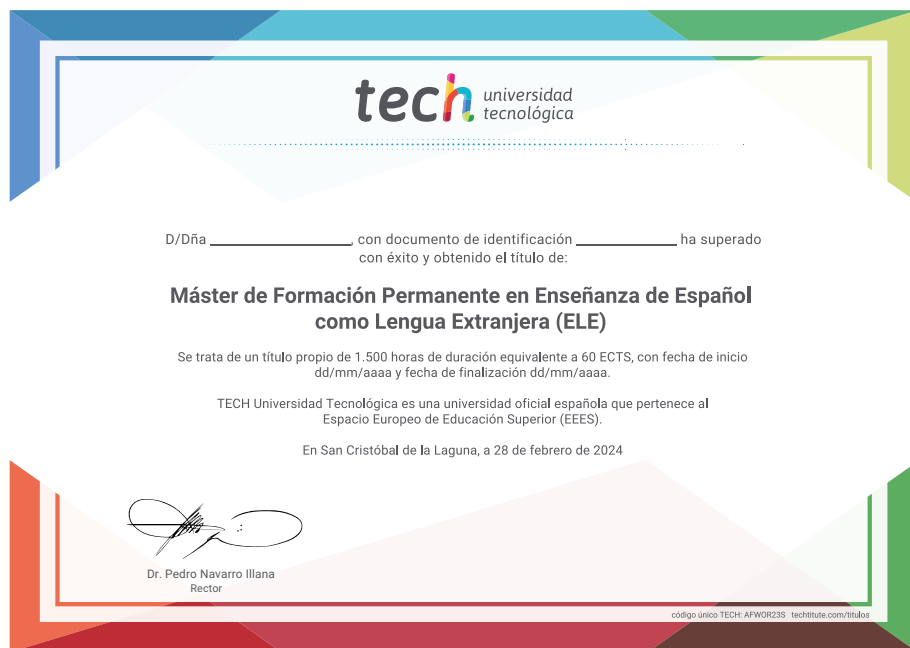 tech universidad
tecnológica
D/Dña ______________, con documento de identificación __________ ha superado
con éxito y obtenido el título de:
Máster de Formación Permanente en Enseñanza de Español
como Lengua Extranjera (ELE)
Se trata de un título propio de 1.500 horas de duración equivalente a 60 ECTS, con fecha de inicio
dd/mm/aaaa y fecha de finalización dd/mm/aaaa.
TECH Universidad Tecnológica es una universidad oficial española que pertenece al
Espacio Europeo de Educación Superior (EEES).
En San Cristóbal de la Laguna, a 28 de febrero de 2024
Dr. Pedro Navarro Illana
Rector
código único TECH: AFWOR23S techtitute.com/titulos